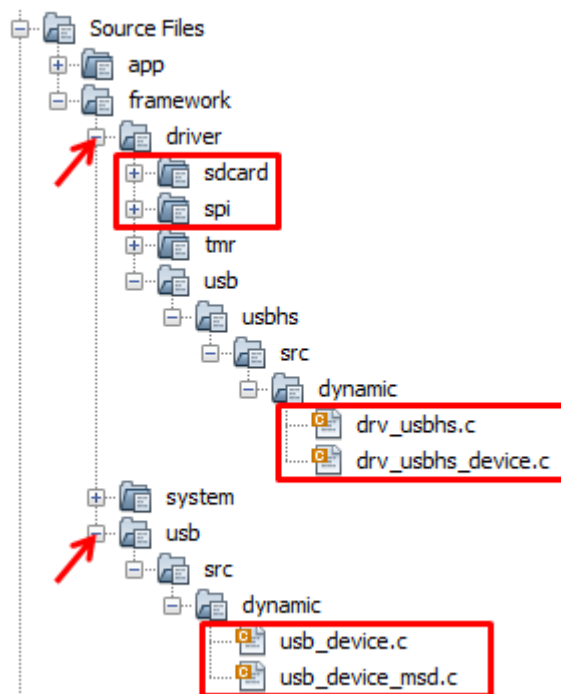 Source Files
app
framework
driver
sdcard
spi
tmr
usb
usbhs
src
dynamic
drv_usbhs.c
drv_usbhs_device.c
system
usb
src
dynamic
usb_device.c
usb_device_msd.c